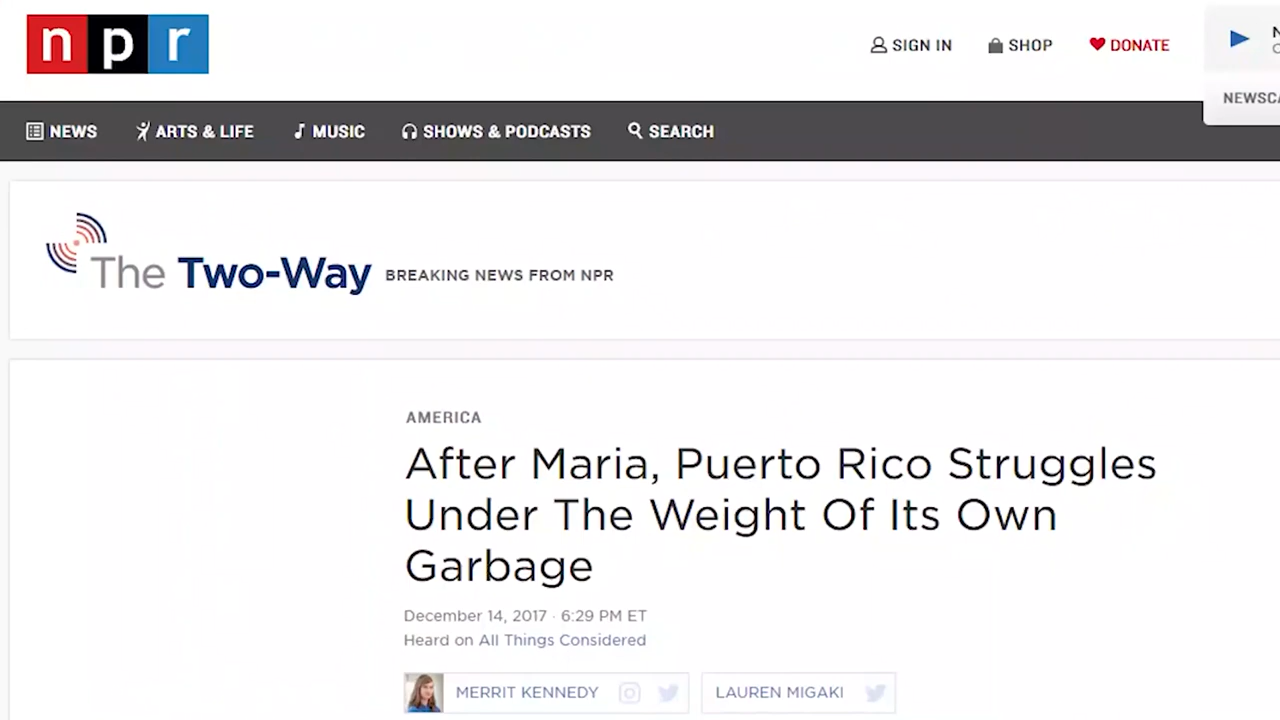 npr
SIGN IN
SHOP
DONATE
NEWS
ARTS & LIFE
MUSIC
SHOWS & PODCASTS
SEARCH
The Two-Way BREAKING NEWS FROM NPR
AMERICA
After Maria, Puerto Rico Struggles
Under The Weight Of Its Own
Garbage
December 14, 2017 · 6:29 PM ET
Heard on All Things Considered
MERRIT KENNEDY
LAUREN MIGAKI